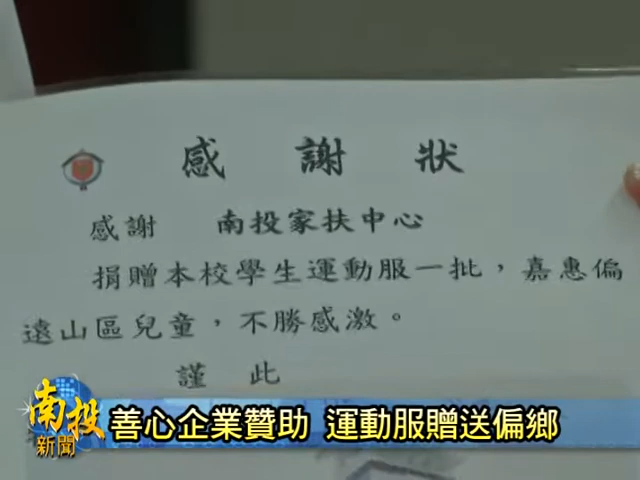 感謝狀
感謝 南投家扶中心
捐贈本校學生運動服一批，嘉惠偏
遠山區兒童，不勝感激。
謹 此
南投
新聞
善心企業贊助 運動服贈送偏鄉